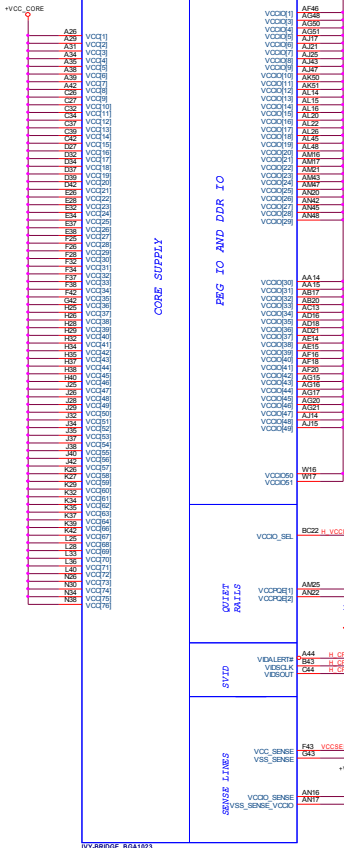 +VCC_CORE
A26 VCC[1]
A29 VCC[2]
A31 VCC[3]
A34 VCC[4]
A35 VCC[5]
A38 VCC[6]
A39 VCC[7]
A42 VCC[8]
C26 VCC[9]
C27 VCC[10]
C32 VCC[11]
C34 VCC[12]
C37 VCC[13]
C39 VCC[14]
C42 VCC[15]
D27 VCC[16]
D32 VCC[17]
D34 VCC[18]
D37 VCC[19]
D39 VCC[20]
D42 VCC[21]
E26 VCC[22]
E28 VCC[23]
E32 VCC[24]
E34 VCC[25]
E37 VCC[26]
E38 VCC[27]
F25 VCC[28]
F26 VCC[29]
F28 VCC[30]
F32 VCC[31]
F34 VCC[32]
F37 VCC[33]
F38 VCC[34]
F42 VCC[35]
G42 VCC[36]
H25 VCC[37]
H26 VCC[38]
H28 VCC[39]
H29 VCC[40]
H32 VCC[41]
H34 VCC[42]
H35 VCC[43]
H37 VCC[44]
H38 VCC[45]
H40 VCC[46]
J25 VCC[47]
J26 VCC[48]
J28 VCC[49]
J29 VCC[50]
J32 VCC[51]
J34 VCC[52]
J35 VCC[53]
J37 VCC[54]
J38 VCC[55]
J40 VCC[56]
J42 VCC[57]
K26 VCC[58]
K27 VCC[59]
K29 VCC[60]
K32 VCC[61]
K34 VCC[62]
K35 VCC[63]
K37 VCC[64]
K39 VCC[66]
K42 VCC[67]
L25 VCC[68]
L28 VCC[69]
L33 VCC[70]
L36 VCC[71]
L40 VCC[72]
N26 VCC[73]
N30 VCC[74]
N34 VCC[75]
N38 VCC[76]
CORE SUPPLY
PEG IO AND DDR IO
VCCIO[1] AF46
VCCIO[3] AG48
VCCIO[4] AG50
VCCIO[5] AG51
VCCIO[6] AJ17
VCCIO[7] AJ21
VCCIO[8] AJ25
VCCIO[9] AJ43
VCCIO[10] AJ47
VCCIO[11] AK50
VCCIO[12] AK51
VCCIO[13] AL14
VCCIO[14] AL15
VCCIO[15] AL16
VCCIO[16] AL20
VCCIO[17] AL22
VCCIO[18] AL26
VCCIO[19] AL45
VCCIO[20] AL48
VCCIO[21] AM16
VCCIO[22] AM17
VCCIO[23] AM21
VCCIO[24] AM43
VCCIO[25] AM47
VCCIO[26] AN20
VCCIO[27] AN42
VCCIO[28] AN45
VCCIO[29] AN48
VCCIO[30] AA14
VCCIO[31] AA15
VCCIO[32] AB17
VCCIO[33] AB20
VCCIO[34] AC13
VCCIO[35] AD16
VCCIO[36] AD18
VCCIO[37] AD21
VCCIO[38] AE14
VCCIO[39] AE15
VCCIO[40] AF16
VCCIO[41] AF18
VCCIO[42] AF20
VCCIO[43] AG15
VCCIO[44] AG16
VCCIO[45] AG17
VCCIO[46] AG20
VCCIO[47] AG21
VCCIO[48] AJ14
VCCIO[49] AJ15
VCCIO50 W16
VCCIO51 W17
VCCIO_SEL BC22 H_VCC
QUIET
RAILS
VCCPQE[1] AM25
VCCPQE[2] AN22
SVID
VIDALERT# A44 H_CP
VIDSCLK B43 H_CP
VIDSOUT C44 H_CP
SENSE LINES
VCC_SENSE F43 VCCSE
VSS_SENSE G43
VCCIO_SENSE AN16
VSS_SENSE_VCCIO AN17
IVY-BRIDGE_BGA1023